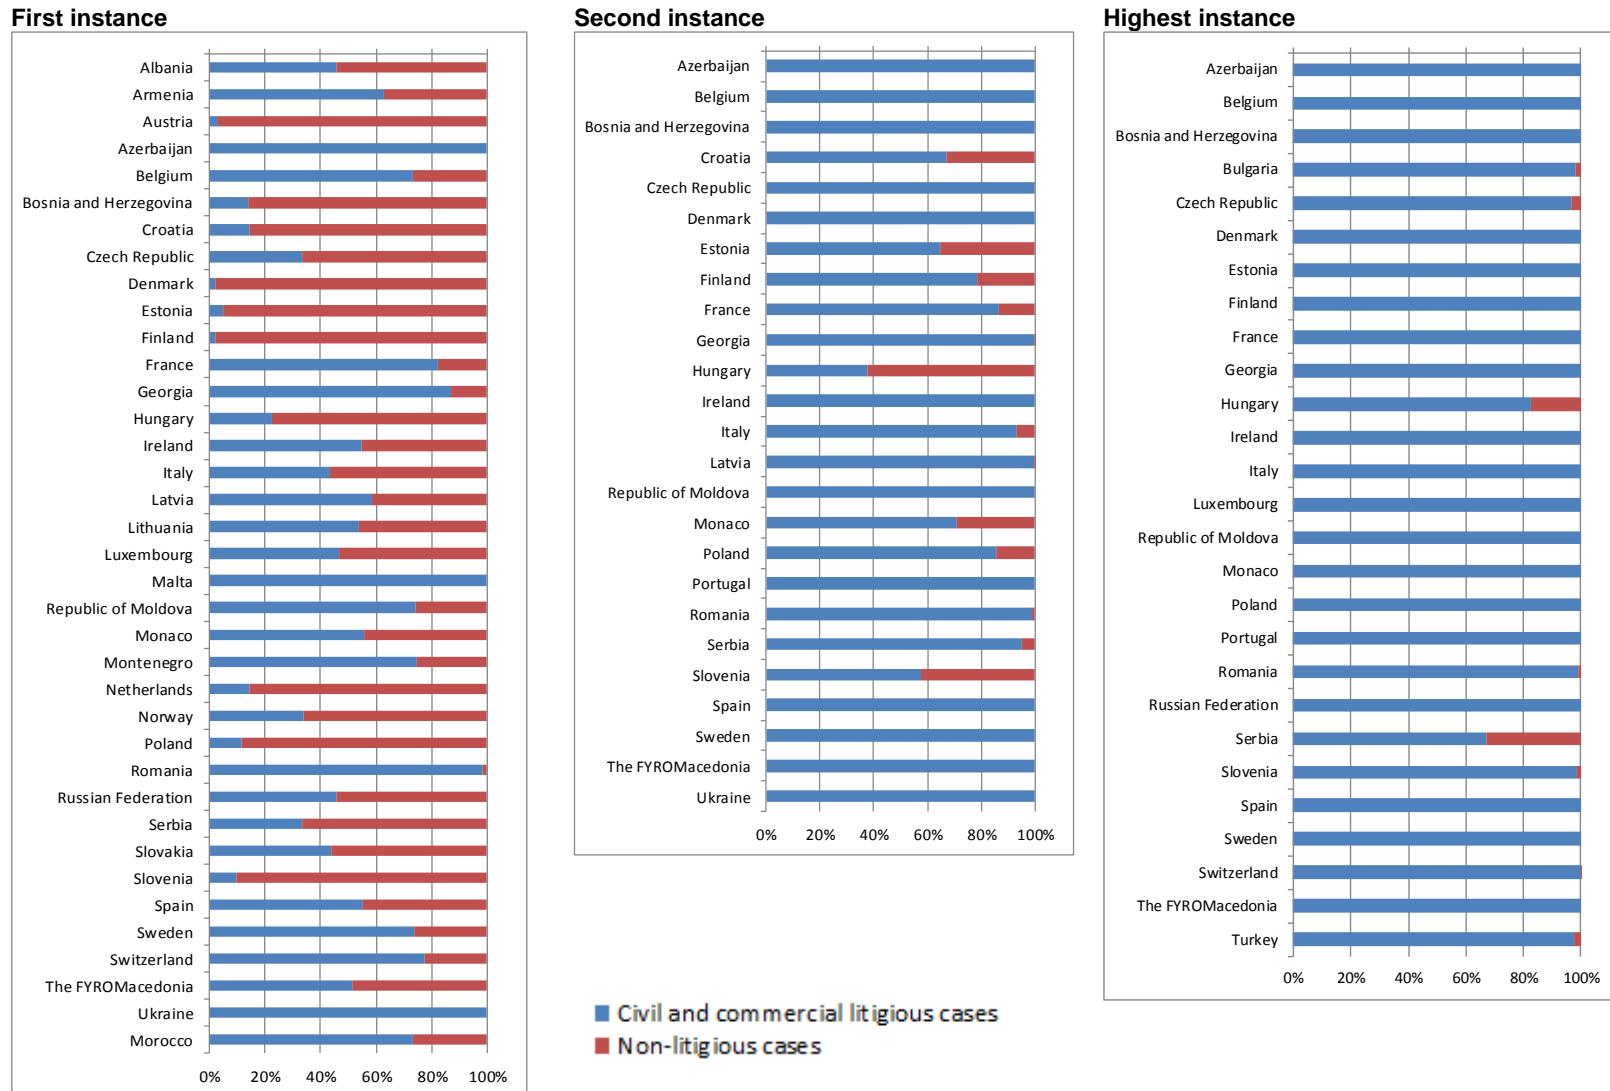 First instance
Albania
Armenia
Austria
Azerbaijan
Belgium
Bosnia and Herzegovina
Croatia
Czech Republic
Denmark
Estonia
Finland
France
Georgia
Hungary
Ireland
Italy
Latvia
Lithuania
Luxembourg
Malta
Republic of Moldova
Monaco
Montenegro
Netherlands
Norway
Poland
Romania
Russian Federation
Serbia
Slovakia
Slovenia
Spain
Sweden
Switzerland
The FYROMacedonia
Ukraine
Morocco
0% 20% 40% 60% 80% 100%
Second instance
Azerbaijan
Belgium
Bosnia and Herzegovina
Croatia
Czech Republic
Denmark
Estonia
Finland
France
Georgia
Hungary
Ireland
Italy
Latvia
Republic of Moldova
Monaco
Poland
Portugal
Romania
Serbia
Slovenia
Spain
Sweden
The FYROMacedonia
Ukraine
0% 20% 40% 60% 80% 100%
Highest instance
Azerbaijan
Belgium
Bosnia and Herzegovina
Bulgaria
Czech Republic
Denmark
Estonia
Finland
France
Georgia
Hungary
Ireland
Italy
Luxembourg
Republic of Moldova
Monaco
Poland
Portugal
Romania
Russian Federation
Serbia
Slovenia
Spain
Sweden
Switzerland
The FYROMacedonia
Turkey
0% 20% 40% 60% 80% 100%
Civil and commercial litigious cases
Non-litigious cases